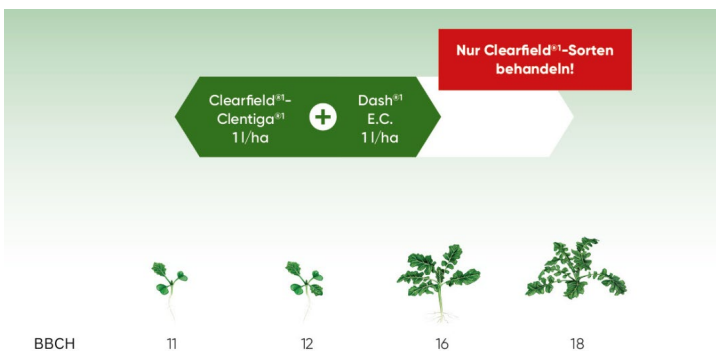 Nur Clearfield®1-Sorten
behandeln!
Clearfield®1-
Clentiga®1
1 l/ha
+
Dash®1
E.C.
1 l/ha
BBCH 11 12 16 18